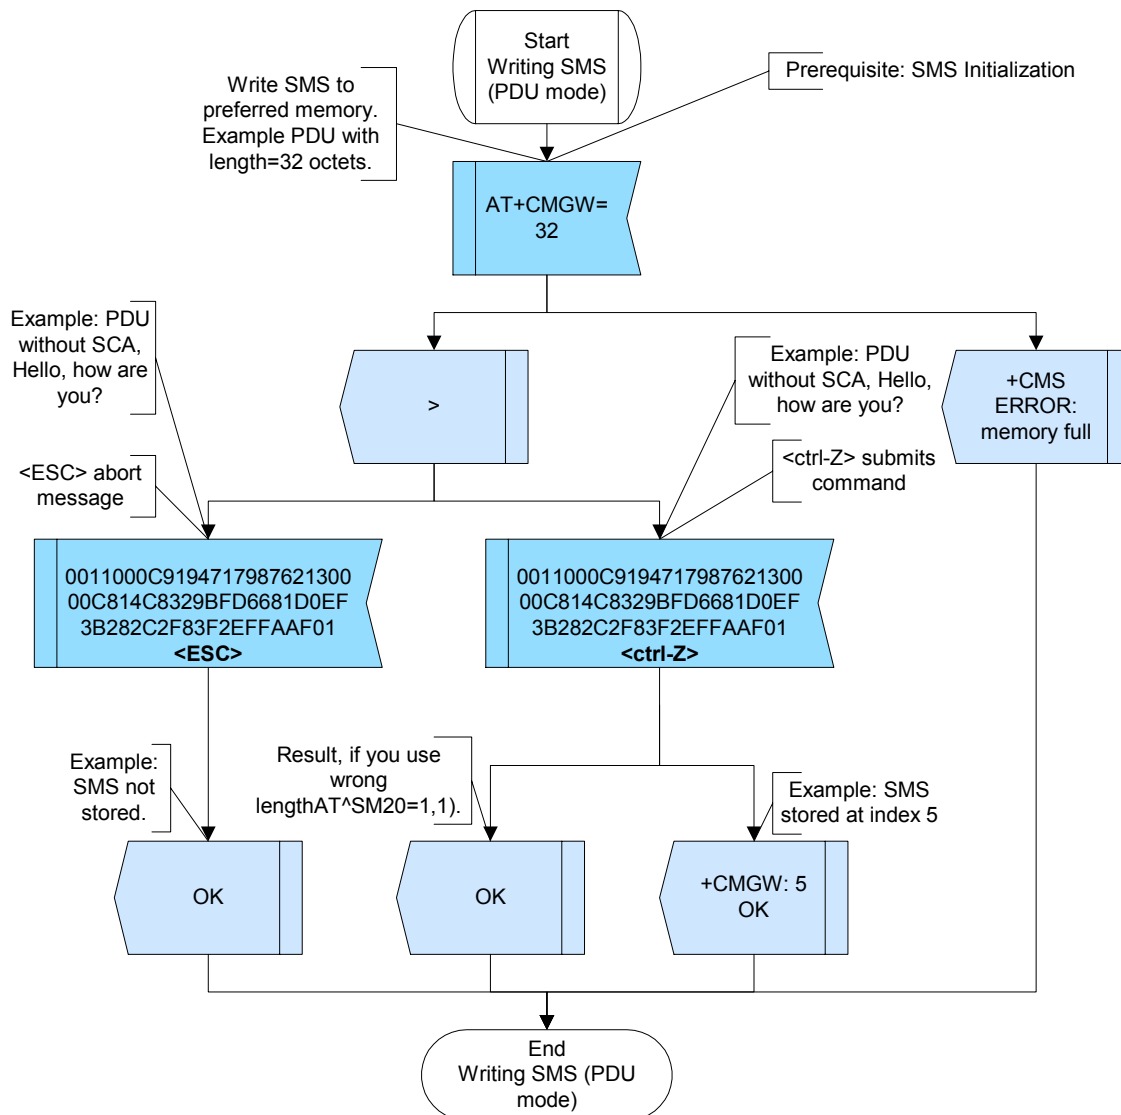 Start
Writing SMS
(PDU mode)
Write SMS to
preferred memory.
Example PDU with
length=32 octets.
Prerequisite: SMS Initialization
AT+CMGW=
32
Example: PDU
without SCA,
Hello, how are
you?
<ESC> abort
message
>
Example: PDU
without SCA, Hello,
how are you?
<ctrl-Z> submits
command
+CMS
ERROR:
memory full
0011000C9194717987621300
00C814C8329BFD6681D0EF
3B282C2F83F2EFFAAF01
<ESC>
0011000C9194717987621300
00C814C8329BFD6681D0EF
3B282C2F83F2EFFAAF01
<ctrl-Z>
Example:
SMS not
stored.
Result, if you use
wrong
lengthAT^SM20=1,1).
Example: SMS
stored at index 5
OK
OK
+CMGW: 5
OK
End
Writing SMS (PDU
mode)